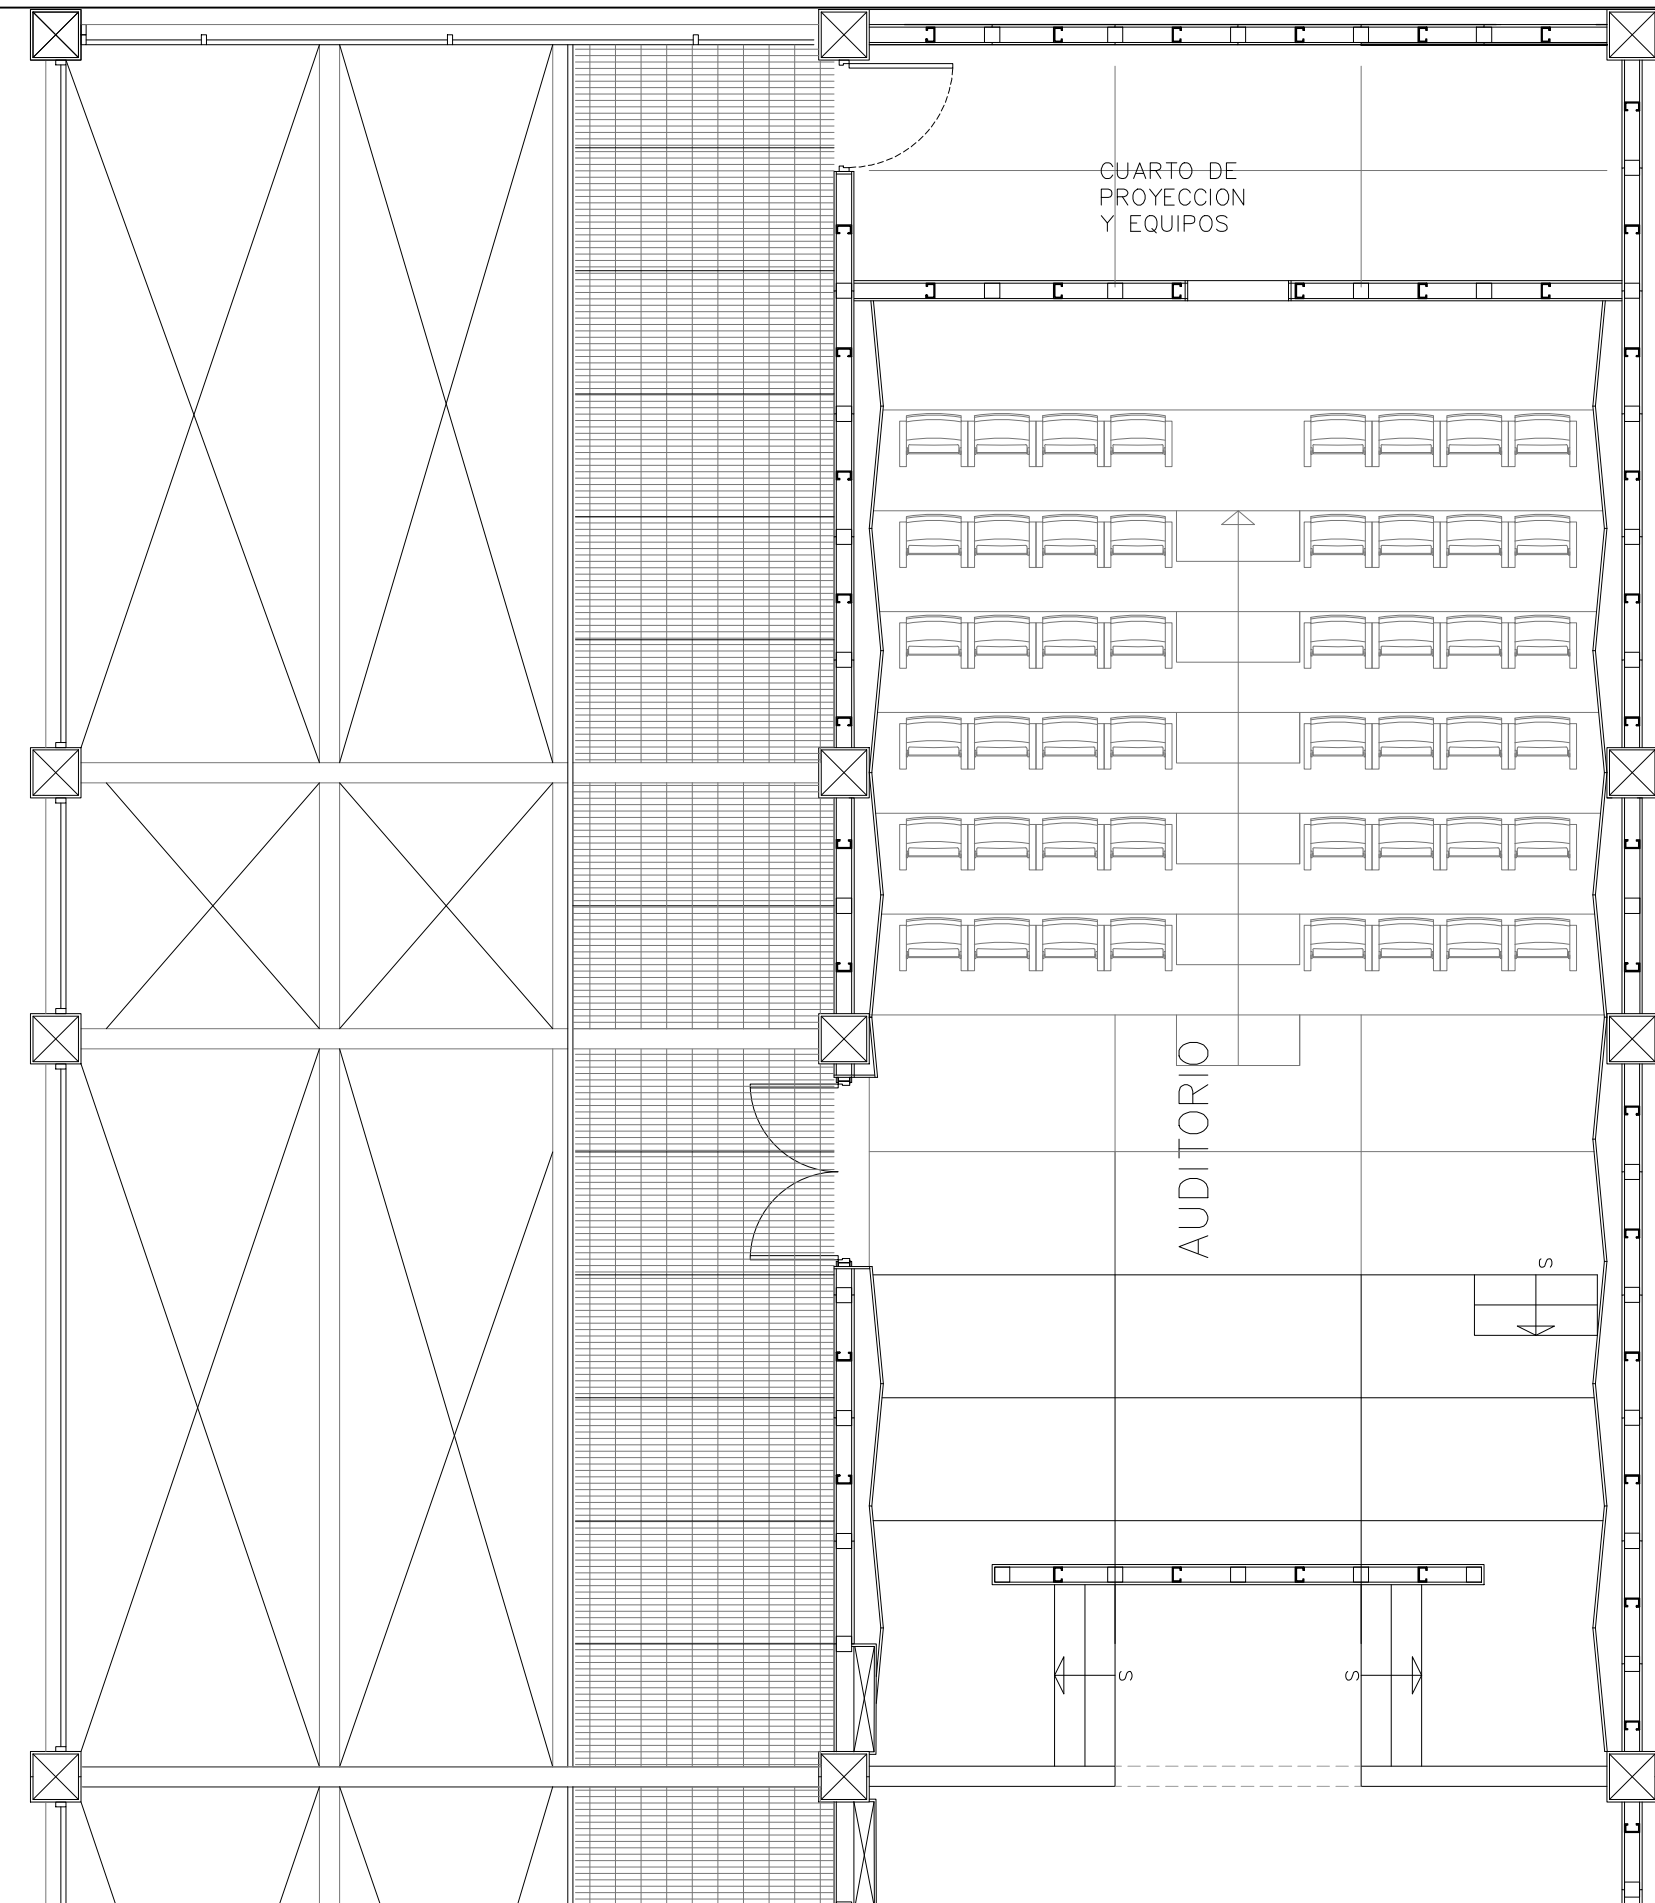 CUARTO DE
PROYECCION
Y EQUIPOS
AUDITORIO
S
S
S